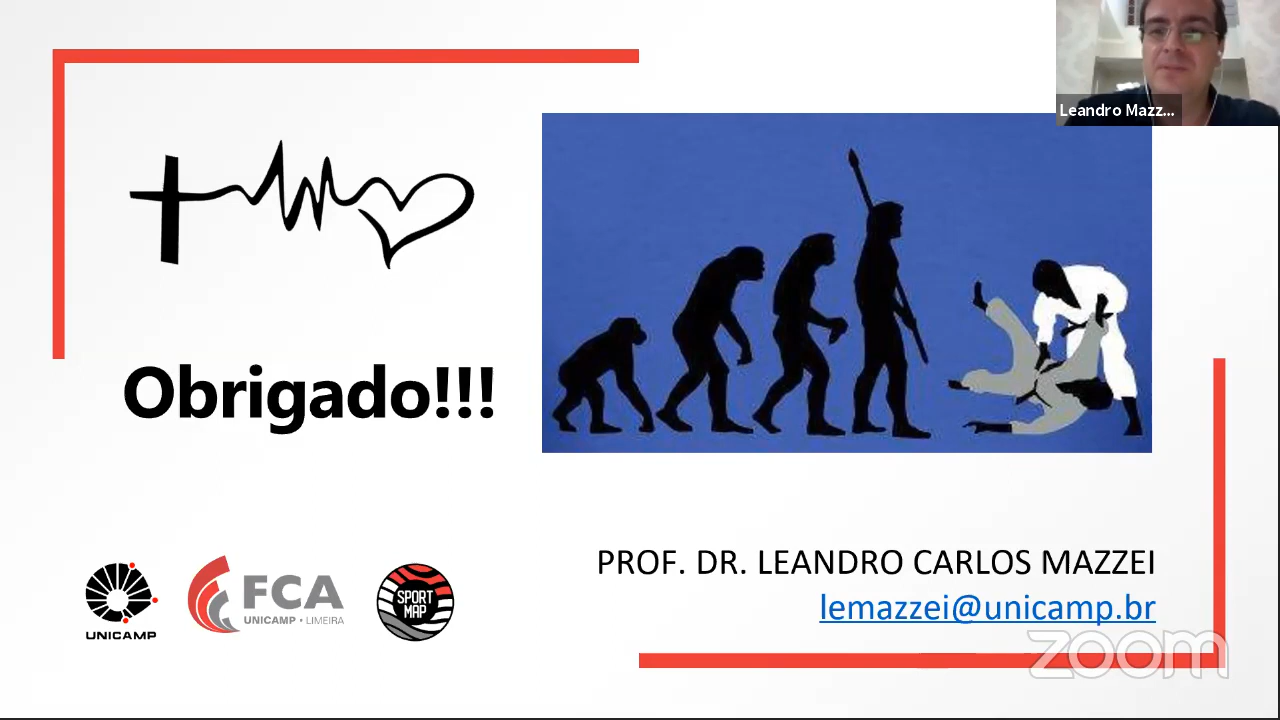 Leandro Mazz...
Obrigado!!!
UNICAMP
FCA
UNICAMP • LIMEIRA
SPORT
MAP
PROF. DR. LEANDRO CARLOS MAZZEI
lemazzei@unicamp.br
zoom